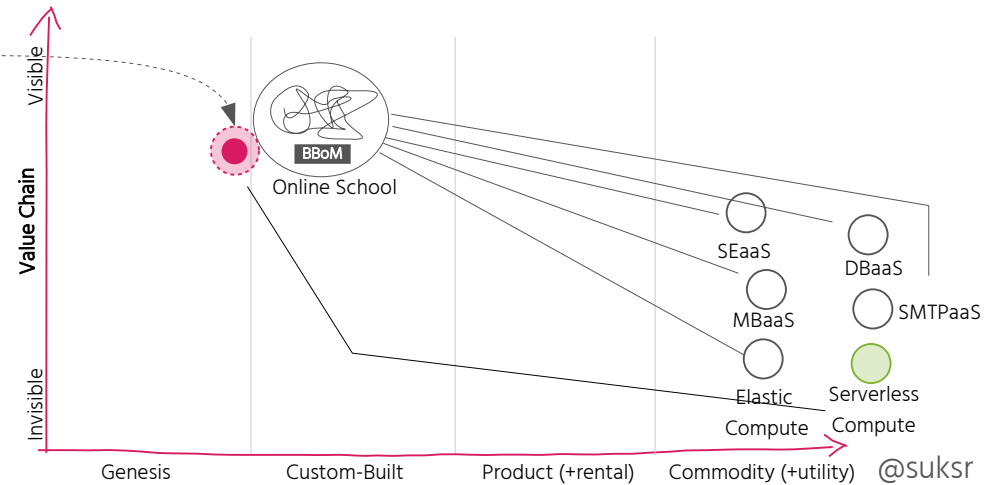 Visible
Value Chain
Invisible
BBoM
Online School
SEaaS
DBaaS
MBaaS
SMTPaaS
Elastic
Compute
Serverless
Compute
Genesis
Custom-Built
Product (+rental)
Commodity (+utility)
@suksr